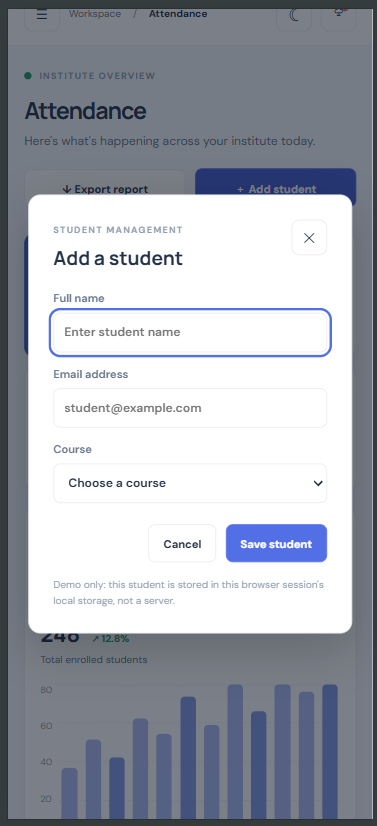 Workspace / Attendance
INSTITUTE OVERVIEW
Attendance
Here's what's happening across your institute today.
↓ Export report
+ Add student
STUDENT MANAGEMENT
Add a student
Full name
Enter student name
Email address
student@example.com
Course
Choose a course
Cancel
Save student
Demo only: this student is stored in this browser session's
local storage, not a server.
246 ↗ 12.8%
Total enrolled students
80
60
40
20